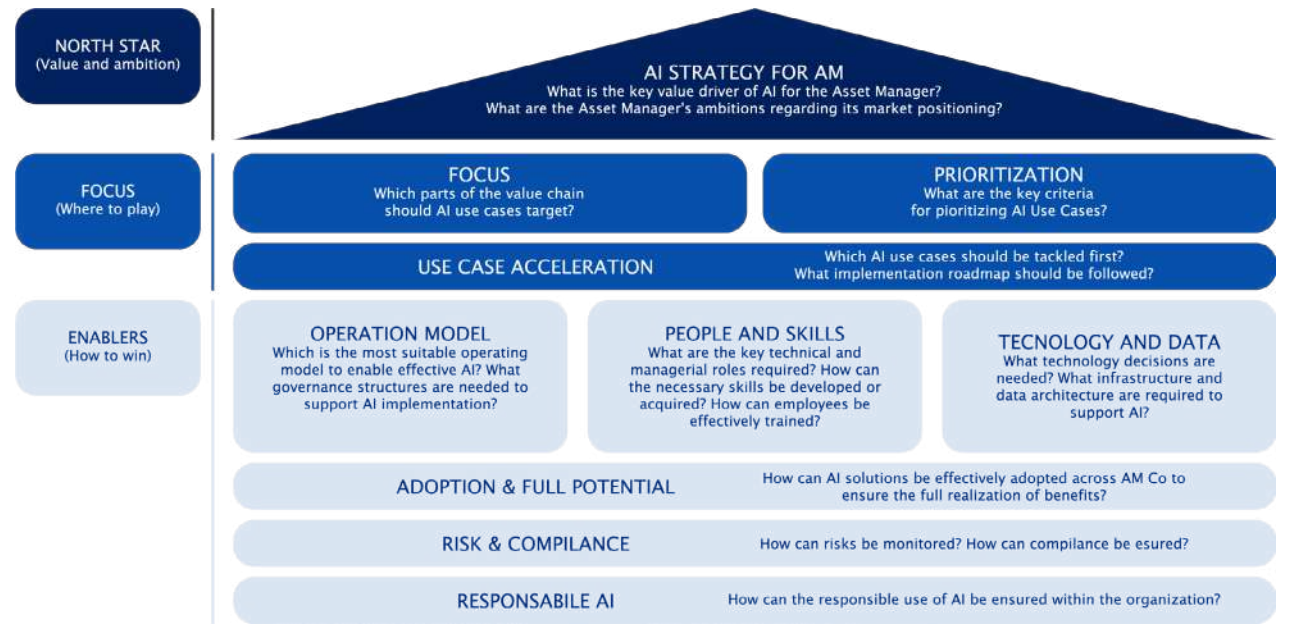 NORTH STAR
(Value and ambition)
AI STRATEGY FOR AM
What is the key value driver of AI for the Asset Manager?
What are the Asset Manager's ambitions regarding its market positioning?
FOCUS
(Where to play)
FOCUS
Which parts of the value chain
should AI use cases target?
PRIORITIZATION
What are the key criteria
for pioritizing AI Use Cases?
USE CASE ACCELERATION
Which AI use cases should be tackled first?
What implementation roadmap should be followed?
ENABLERS
(How to win)
OPERATION MODEL
Which is the most suitable operating
model to enable effective AI? What
governance structures are needed to
support AI implementation?
PEOPLE AND SKILLS
What are the key technical and
managerial roles required? How can
the necessary skills be developed or
acquired? How can employees be
effectively trained?
TECNOLOGY AND DATA
What technology decisions are
needed? What infrastructure and
data architecture are required to
support AI?
ADOPTION & FULL POTENTIAL
How can AI solutions be effectively adopted across AM Co to
ensure the full realization of benefits?
RISK & COMPILANCE
How can risks be monitored? How can compilance be esured?
RESPONSABILE AI
How can the responsible use of AI be ensured within the organization?